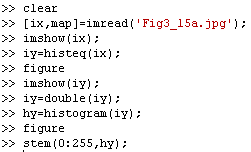 >> clear
>> [ix,map]=imread('Fig3_15a.jpg');
>> imshow(ix);
>> iy=histeq(ix);
>> figure
>> imshow(iy);
>> iy=double(iy);
>> hy=histogram(iy);
>> figure
>> stem(0:255,hy);